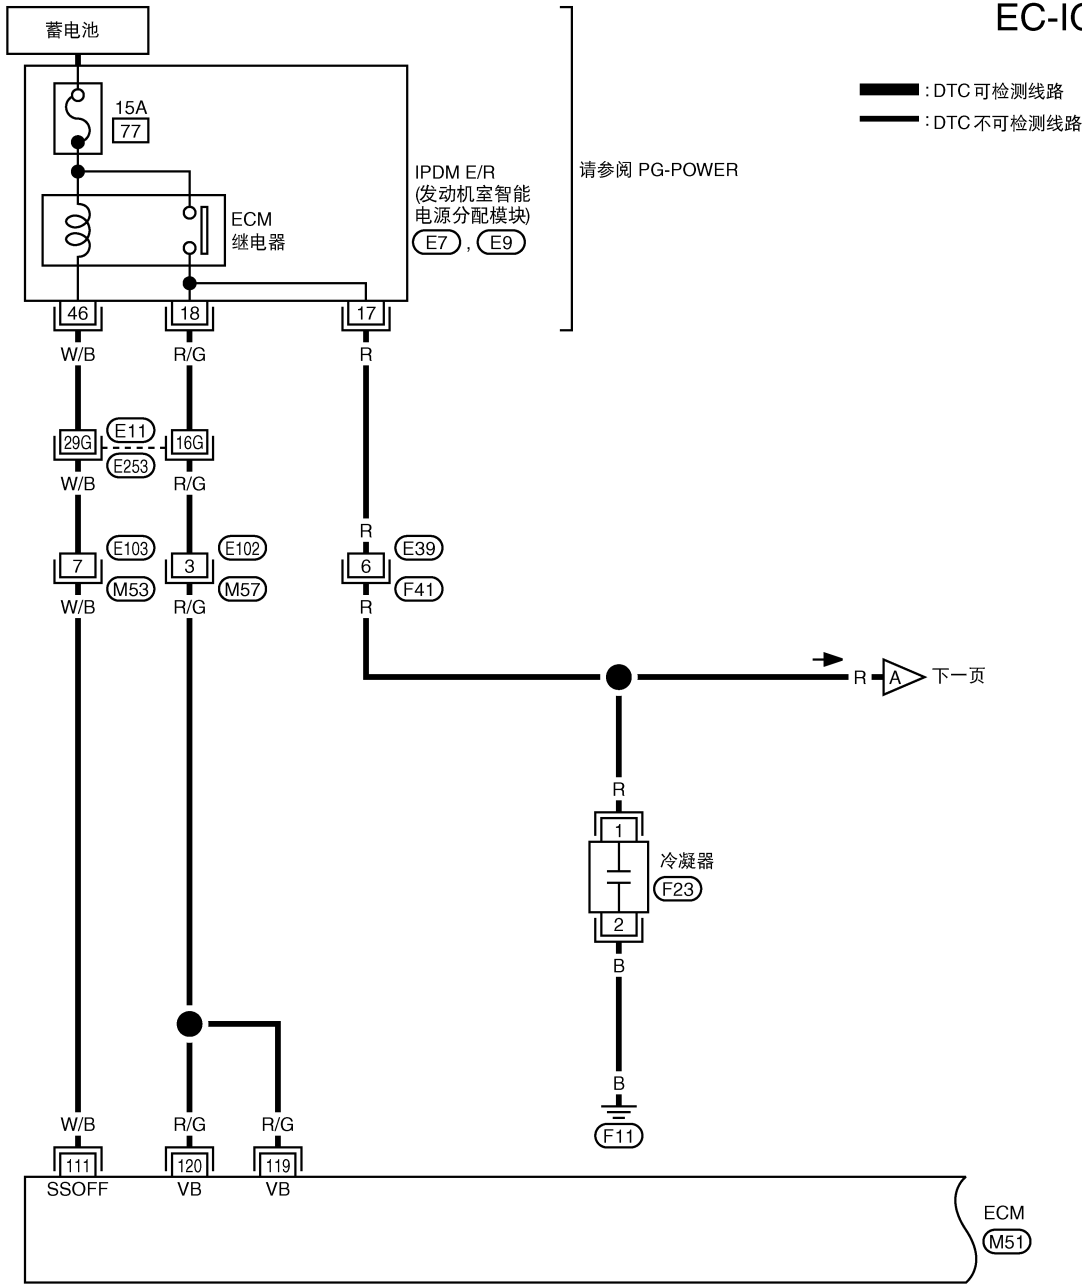 EC-IG
蓄电池
: DTC 可检测线路
: DTC 不可检测线路
15A
77
请参阅 PG-POWER
IPDM E/R
(发动机室智能
电源分配模块)
E7 , E9
ECM
继电器
46 18 17
W/B R/G R
E11
29G 16G
E253
W/B R/G
R
E103 E102 E39
7 3 6
M53 M57 F41
W/B R/G R
R A 下一页
R
1
冷凝器
F23
2
B
B
F11
W/B R/G R/G
111 120 119
SSOFF VB VB
ECM
M51